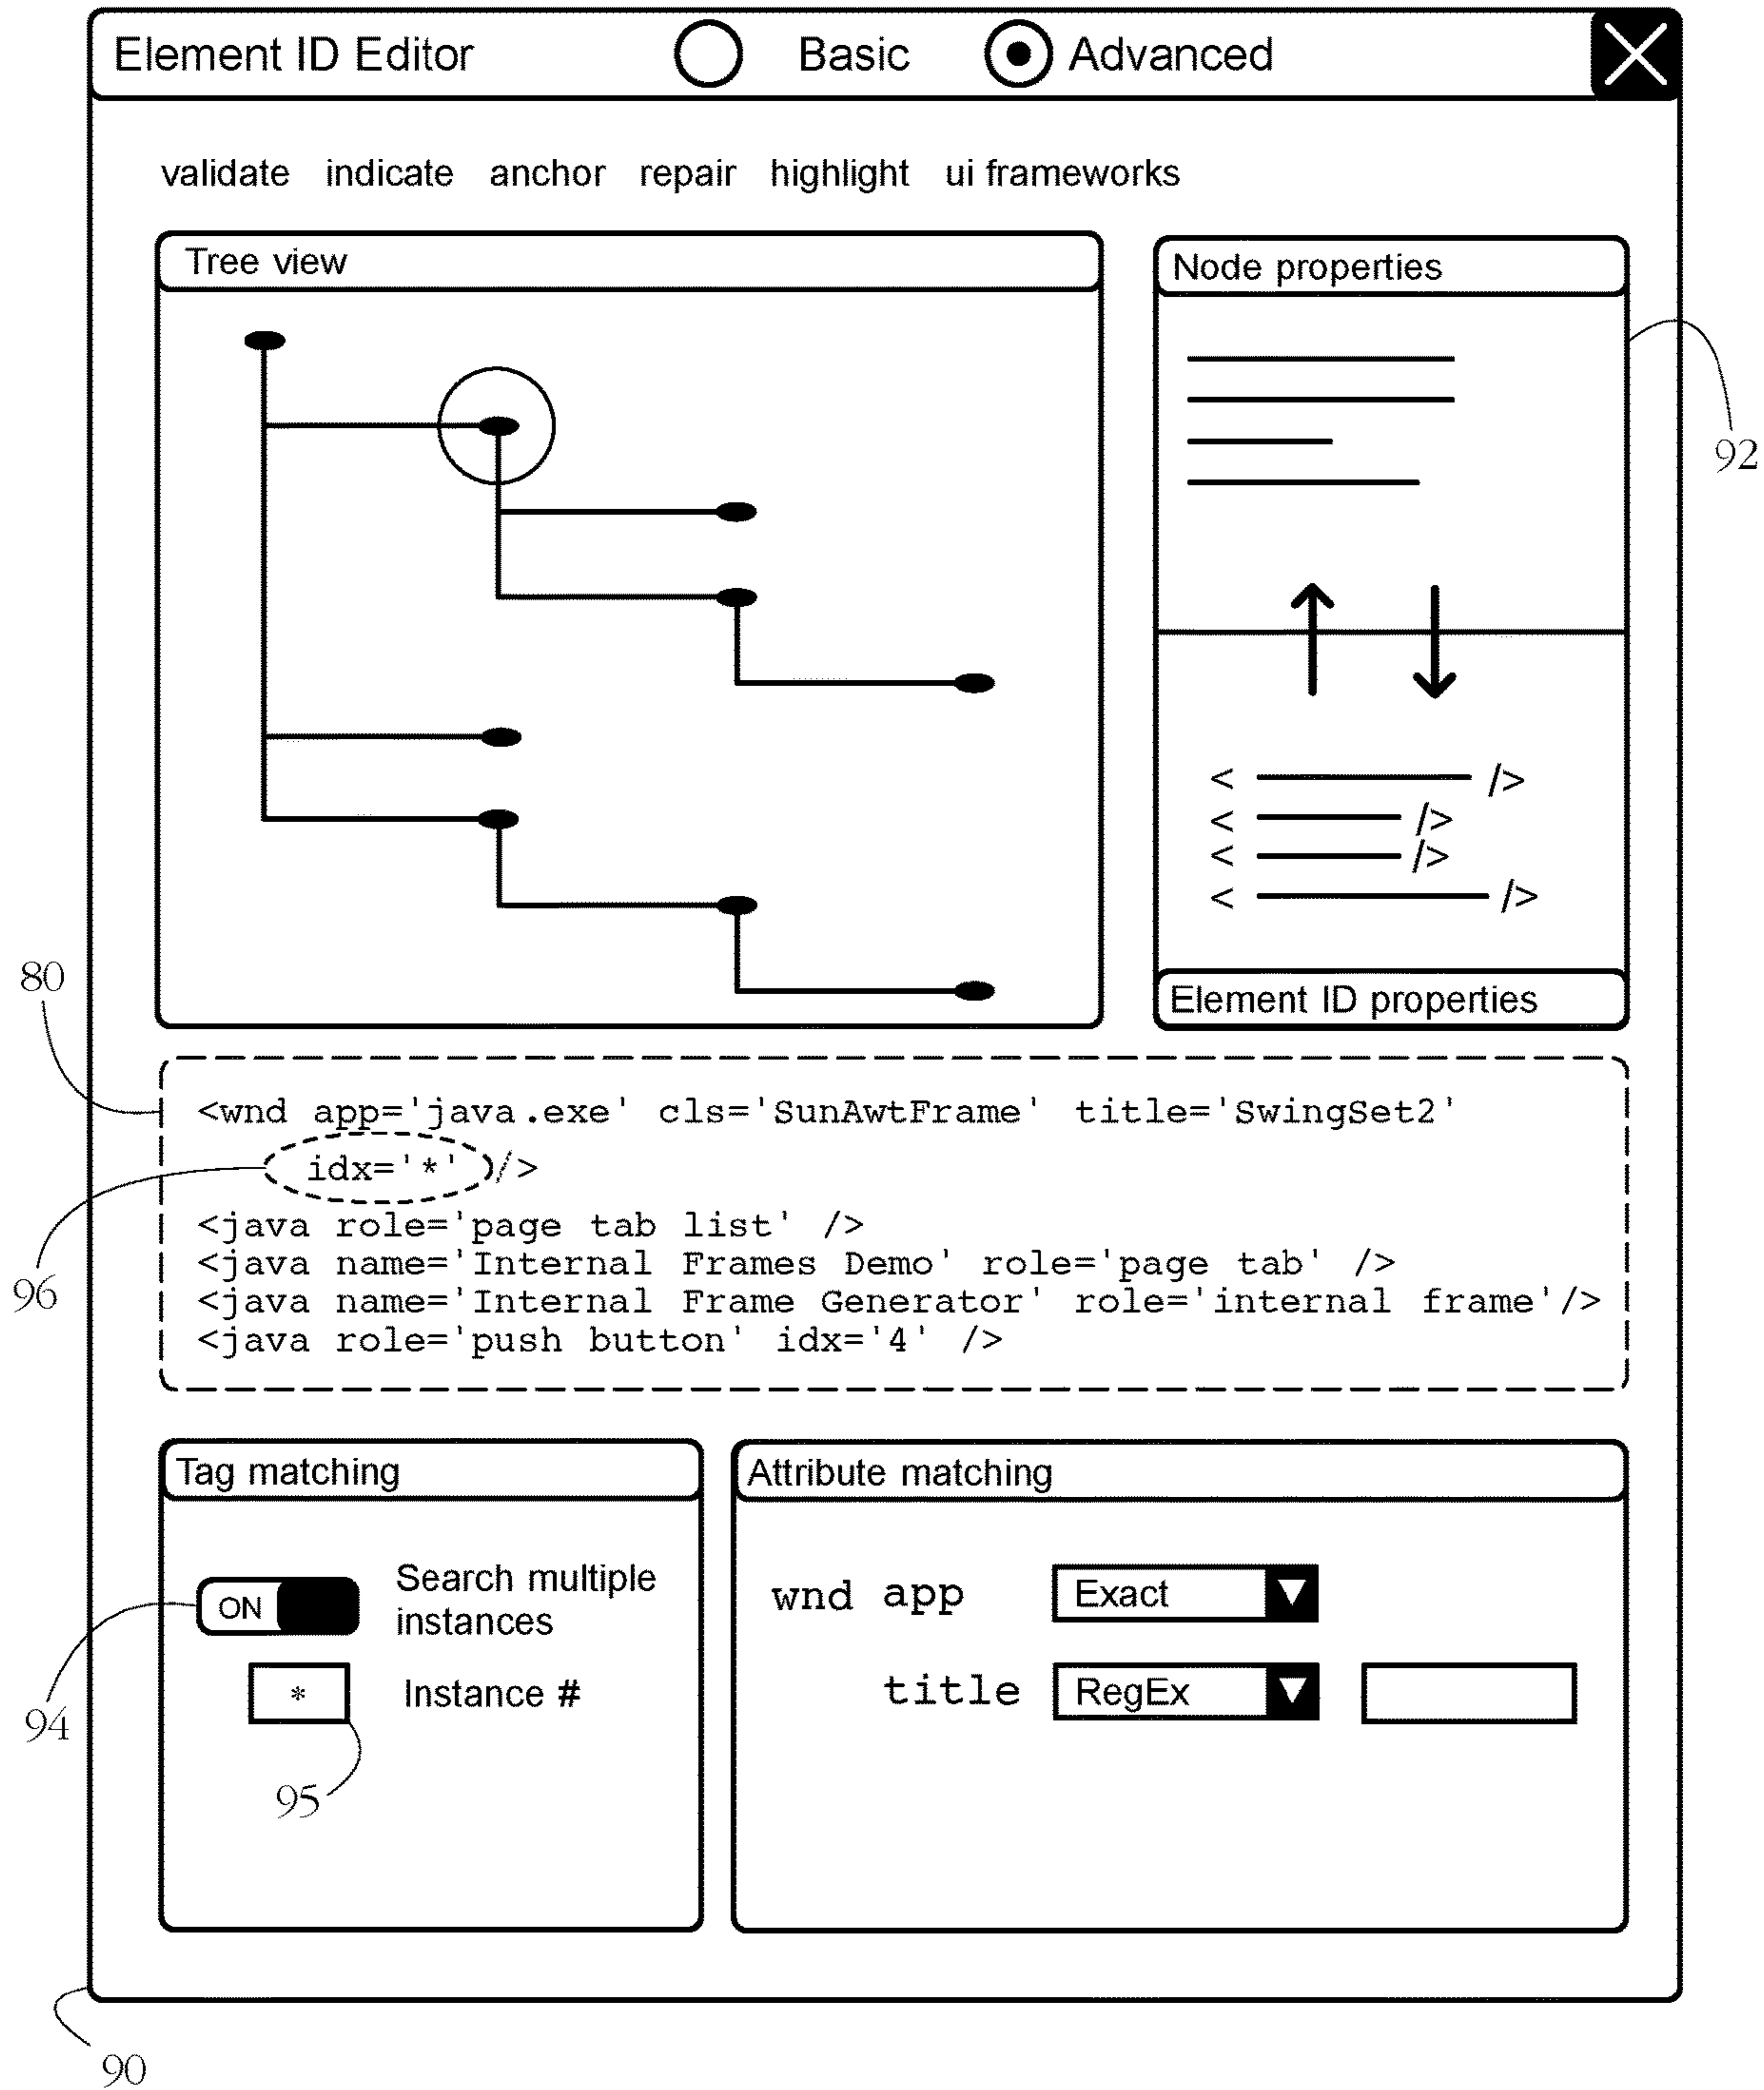 Element ID Editor Basic Advanced
validate indicate anchor repair highlight ui frameworks
Tree view
Node properties
92
< />
< />
< />
< />
Element ID properties
80
<wnd app='java.exe' cls='SunAwtFrame' title='SwingSet2'
idx='*' />
96
<java role='page tab list' />
<java name='Internal Frames Demo' role='page tab' />
<java name='Internal Frame Generator' role='internal frame'/>
<java role='push button' idx='4' />
Tag matching
ON Search multiple
instances
* Instance #
94
95
Attribute matching
wnd app Exact
title RegEx
90